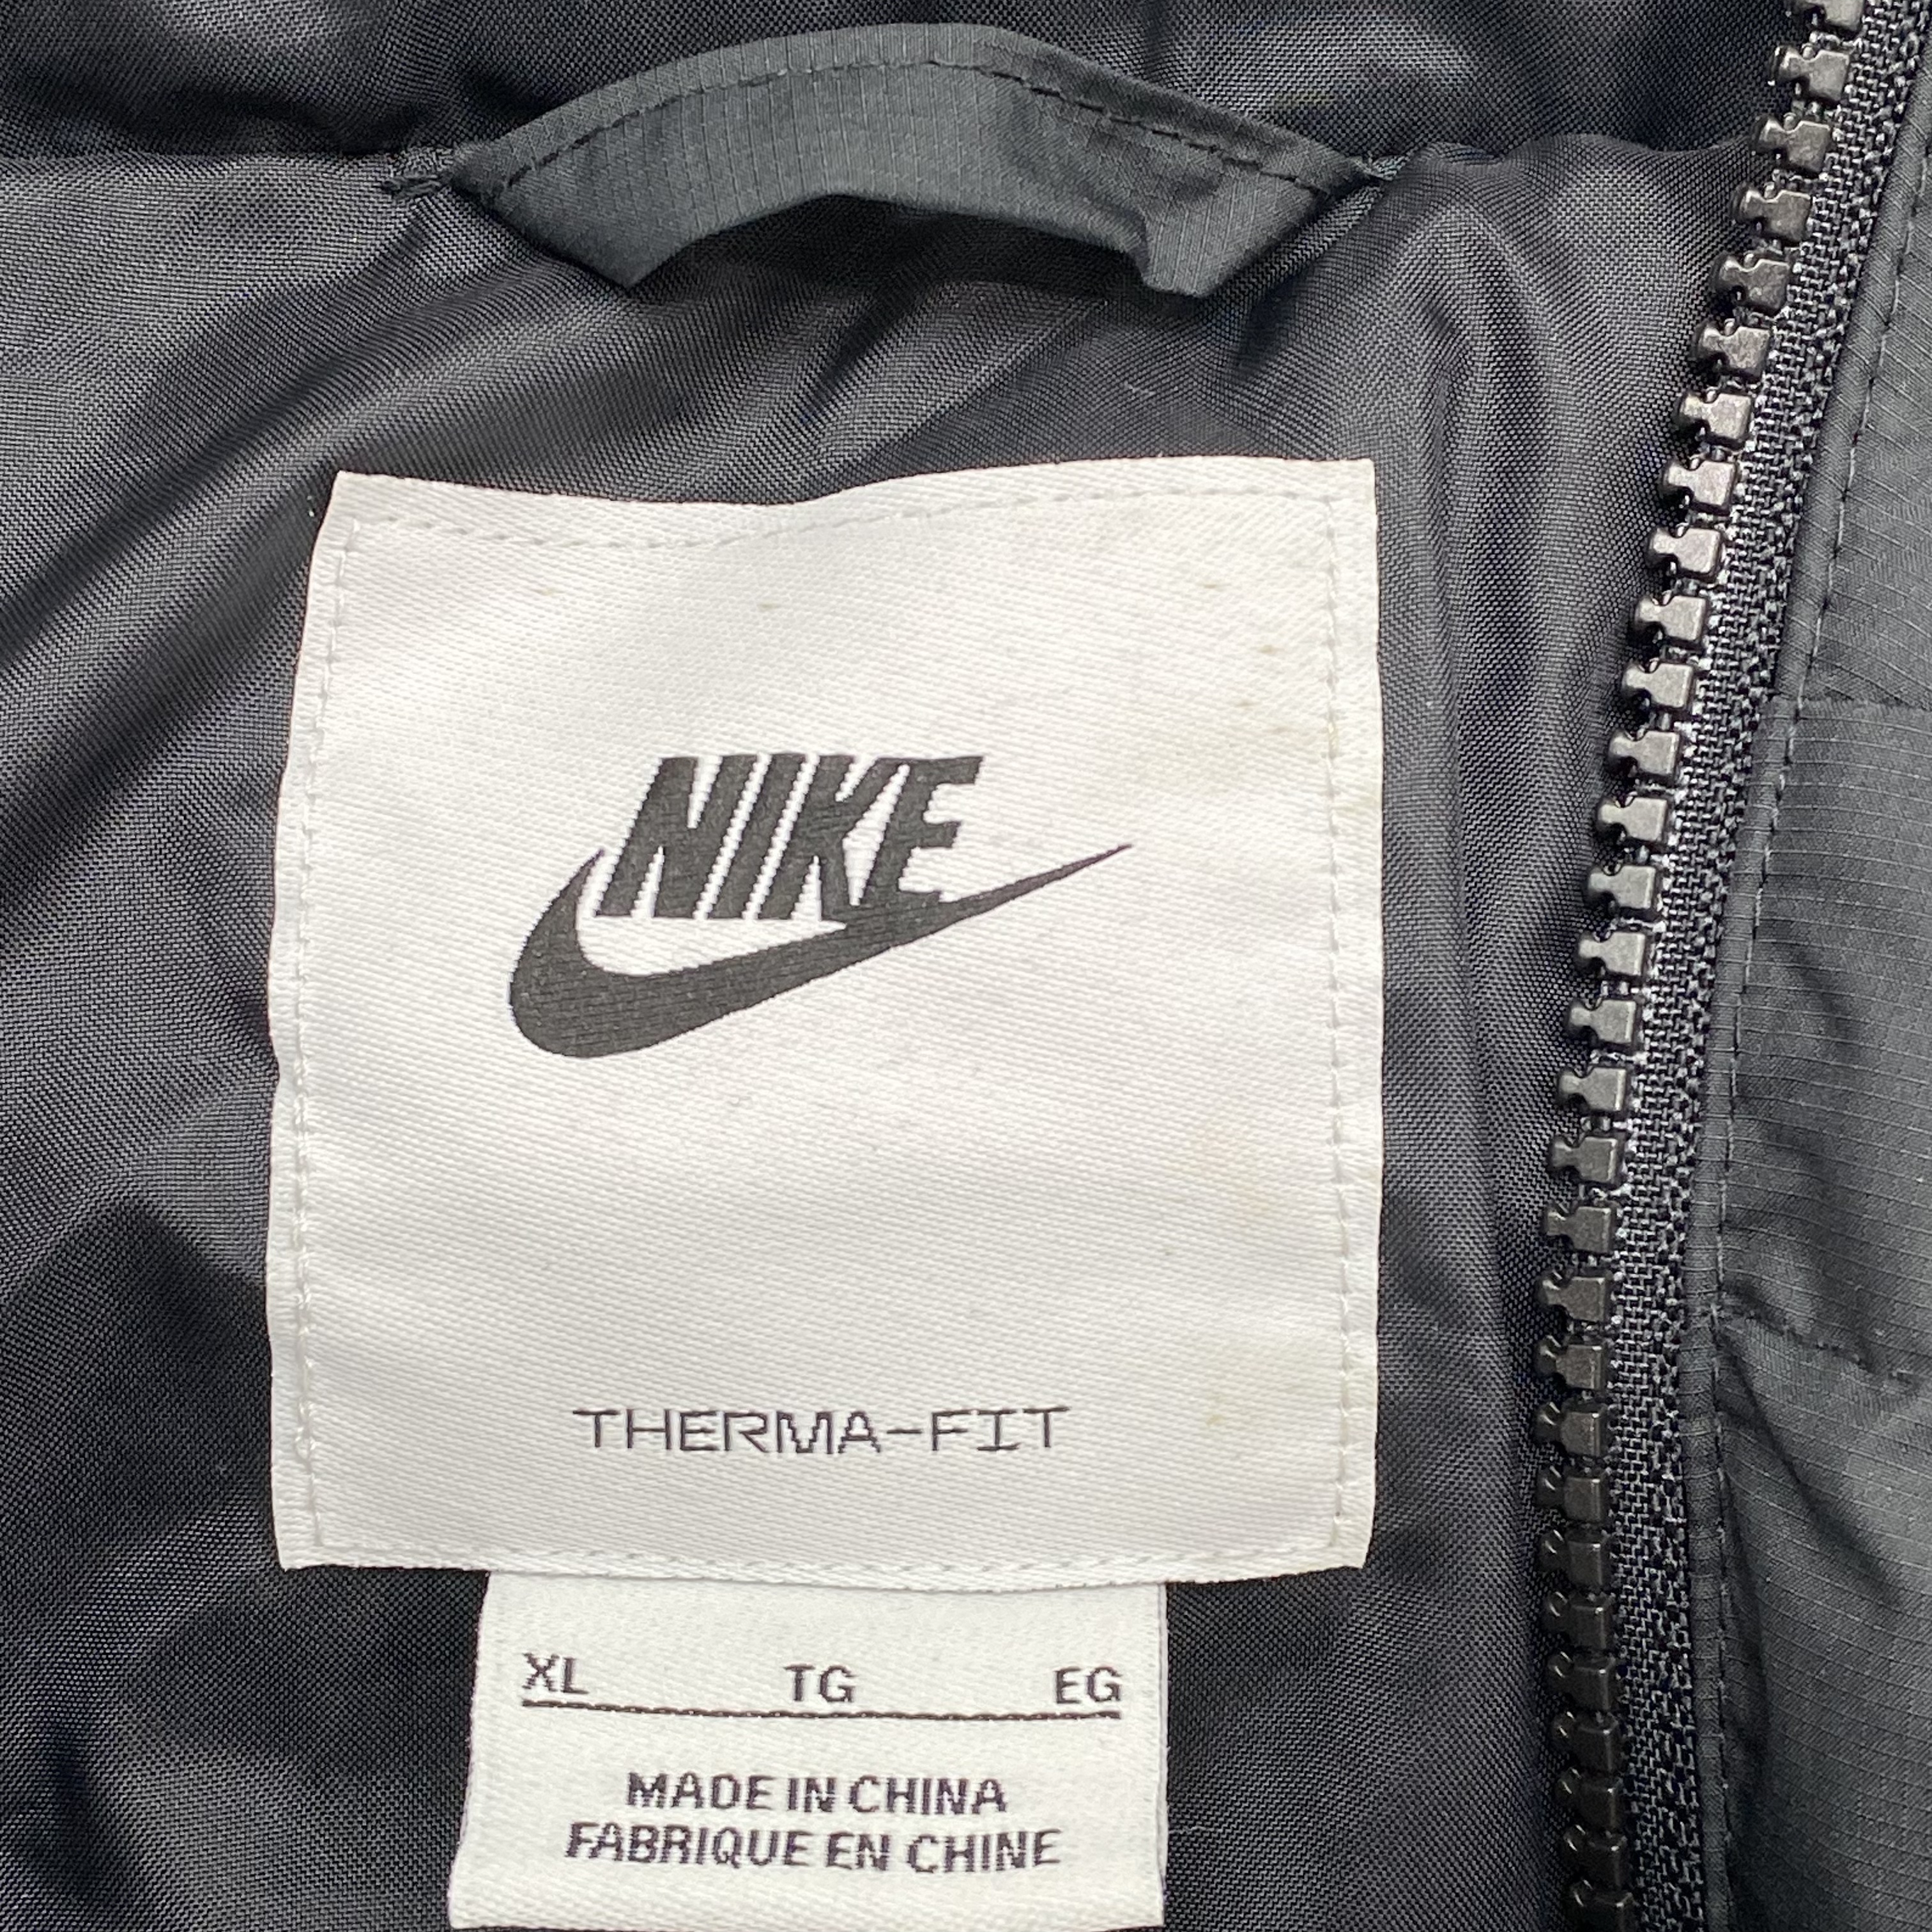 NIKE
THERMA-FIT
XL TG EG
MADE IN CHINA
FABRIQUE EN CHINE